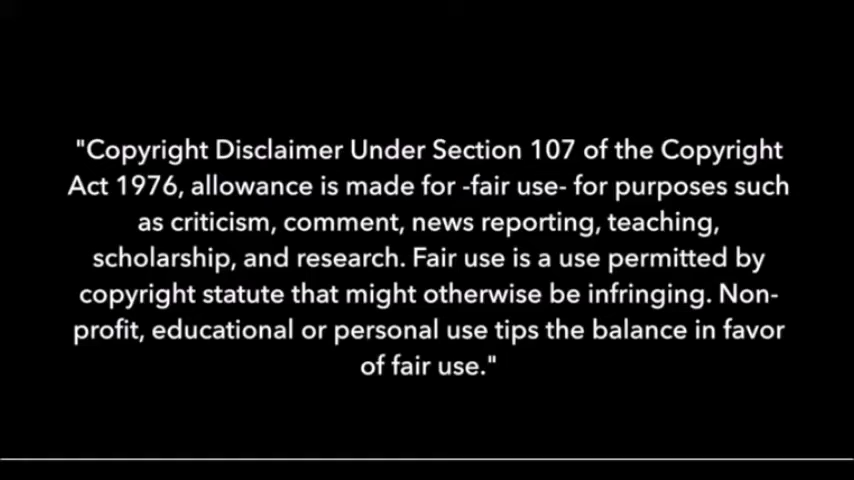 "Copyright Disclaimer Under Section 107 of the Copyright
Act 1976, allowance is made for -fair use- for purposes such
as criticism, comment, news reporting, teaching,
scholarship, and research. Fair use is a use permitted by
copyright statute that might otherwise be infringing. Non-
profit, educational or personal use tips the balance in favor
of fair use."